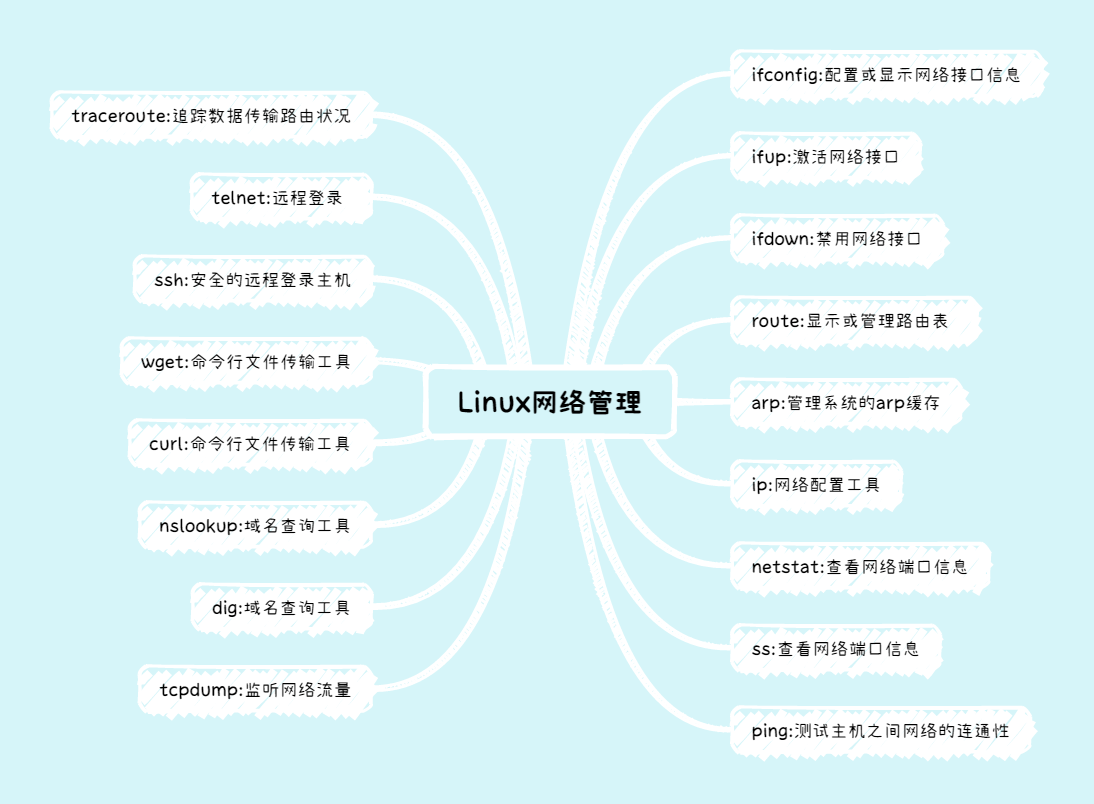 Linux网络管理
ifconfig:配置或显示网络接口信息
ifup:激活网络接口
ifdown:禁用网络接口
route:显示或管理路由表
arp:管理系统的arp缓存
ip:网络配置工具
netstat:查看网络端口信息
ss:查看网络端口信息
ping:测试主机之间网络的连通性
traceroute:追踪数据传输路由状况
telnet:远程登录
ssh:安全的远程登录主机
wget:命令行文件传输工具
curl:命令行文件传输工具
nslookup:域名查询工具
dig:域名查询工具
tcpdump:监听网络流量